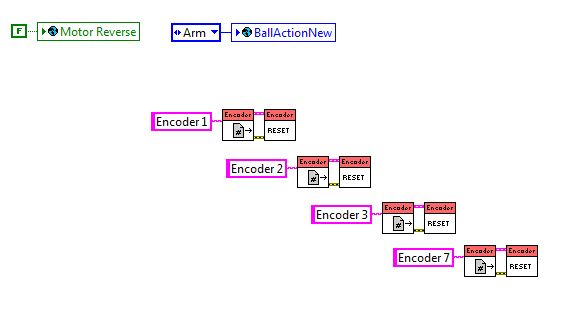 F Motor Reverse Arm BallActionNew
Encoder Encoder
Encoder 1 # RESET
Encoder Encoder
Encoder 2 # RESET
Encoder Encoder
Encoder 3 # RESET
Encoder Encoder
Encoder 7 # RESET